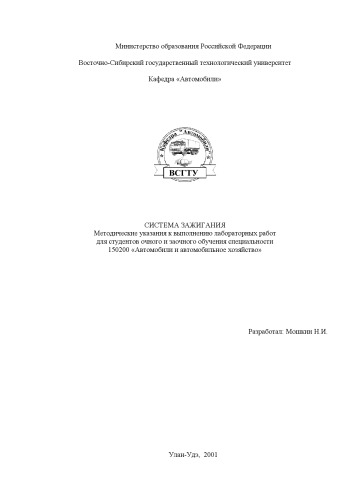 Министерство образования Российской Федерации
Восточно-Сибирский государственный технологический университет
Кафедра «Автомобили»
Кафедра "Автомобили"
ВСГТУ
СИСТЕМА ЗАЖИГАНИЯ
Методические указания к выполнению лабораторных работ
для студентов очного и заочного обучения специальности
150200 «Автомобили и автомобильное хозяйство»
Разработал: Мошкин Н.И.
Улан-Удэ, 2001